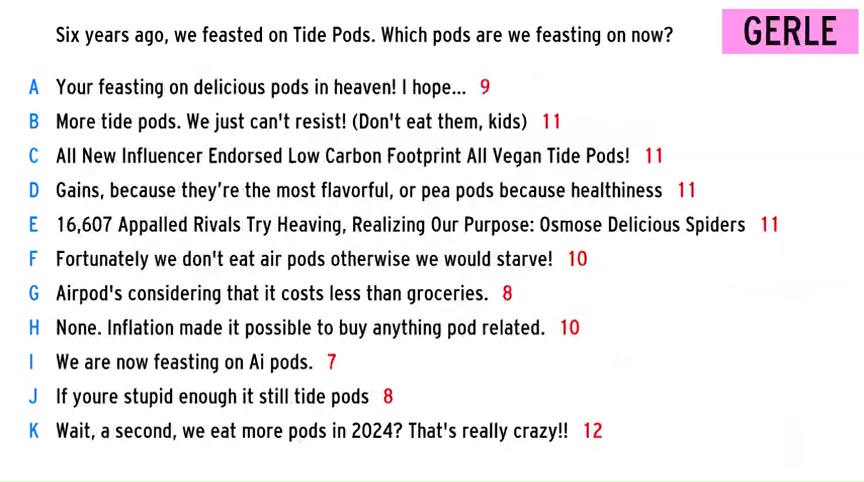 Six years ago, we feasted on Tide Pods. Which pods are we feasting on now?
GERLE
A Your feasting on delicious pods in heaven! I hope... 9
B More tide pods. We just can't resist! (Don't eat them, kids) 11
C All New Influencer Endorsed Low Carbon Footprint All Vegan Tide Pods! 11
D Gains, because they're the most flavorful, or pea pods because healthiness 11
E 16,607 Appalled Rivals Try Heaving, Realizing Our Purpose: Osmose Delicious Spiders 11
F Fortunately we don't eat air pods otherwise we would starve! 10
G Airpod's considering that it costs less than groceries. 8
H None. Inflation made it possible to buy anything pod related. 10
I We are now feasting on Ai pods. 7
J If youre stupid enough it still tide pods 8
K Wait, a second, we eat more pods in 2024? That's really crazy!! 12